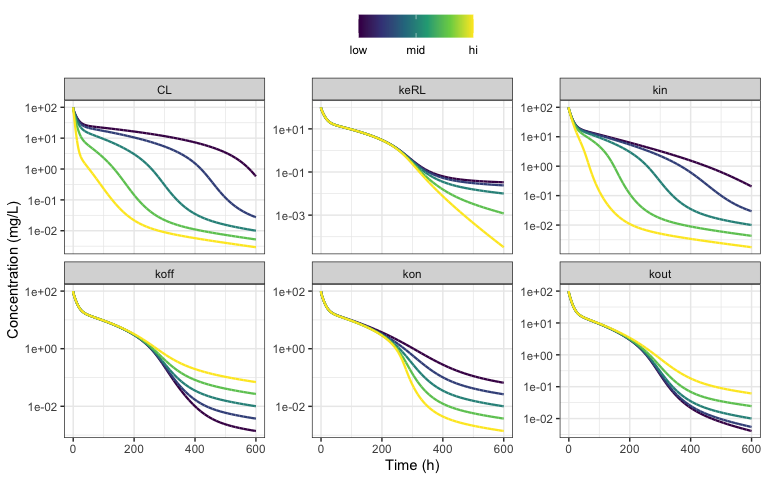 low mid hi
CL keRL kin
1e+02
1e+01
1e+00
1e-01
1e-02
1e+01
1e-01
1e-03
1e+02
1e+01
1e+00
1e-01
1e-02
Concentration (mg/L)
koff kon kout
1e+02
1e+00
1e-02
1e+02
1e+00
1e-02
1e+02
1e+01
1e+00
1e-01
1e-02
0 200 400 600 0 200 400 600 0 200 400 600
Time (h)